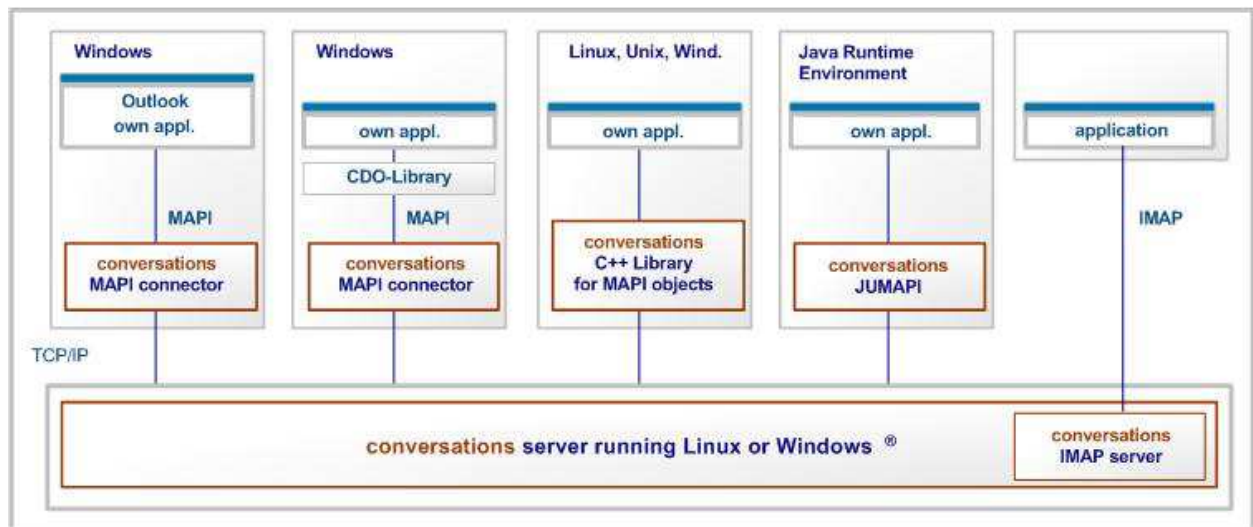 Windows
Outlook
own appl.
MAPI
conversations
MAPI connector
Windows
own appl.
CDO-Library
MAPI
conversations
MAPI connector
Linux, Unix, Wind.
own appl.
conversations
C++ Library
for MAPI objects
Java Runtime
Environment
own appl.
conversations
JUMAPI
application
IMAP
TCP/IP
conversations server running Linux or Windows ®
conversations
IMAP server